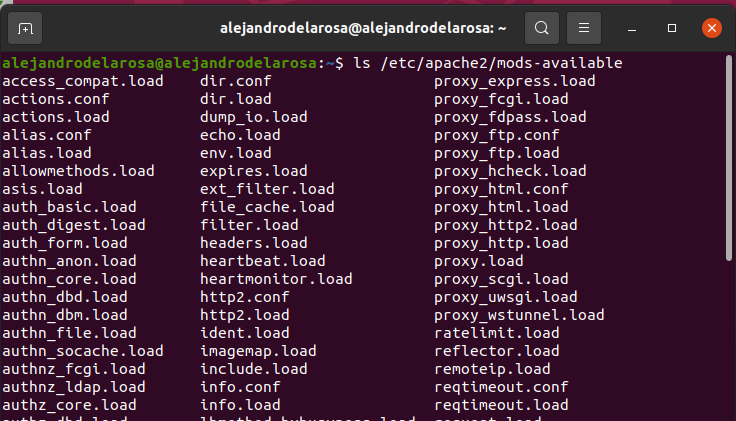 alejandrodelarosa@alejandrodelarosa: ~
alejandrodelarosa@alejandrodelarosa:~$ ls /etc/apache2/mods-available
access_compat.load dir.conf proxy_express.load
actions.conf dir.load proxy_fcgi.load
actions.load dump_io.load proxy_fdpass.load
alias.conf echo.load proxy_ftp.conf
alias.load env.load proxy_ftp.load
allowmethods.load expires.load proxy_hcheck.load
asis.load ext_filter.load proxy_html.conf
auth_basic.load file_cache.load proxy_html.load
auth_digest.load filter.load proxy_http2.load
auth_form.load headers.load proxy_http.load
authn_anon.load heartbeat.load proxy.load
authn_core.load heartmonitor.load proxy_scgi.load
authn_dbd.load http2.conf proxy_uwsgi.load
authn_dbm.load http2.load proxy_wstunnel.load
authn_file.load ident.load ratelimit.load
authn_socache.load imagemap.load reflector.load
authnz_fcgi.load include.load remoteip.load
authnz_ldap.load info.conf reqtimeout.conf
authz_core.load info.load reqtimeout.load